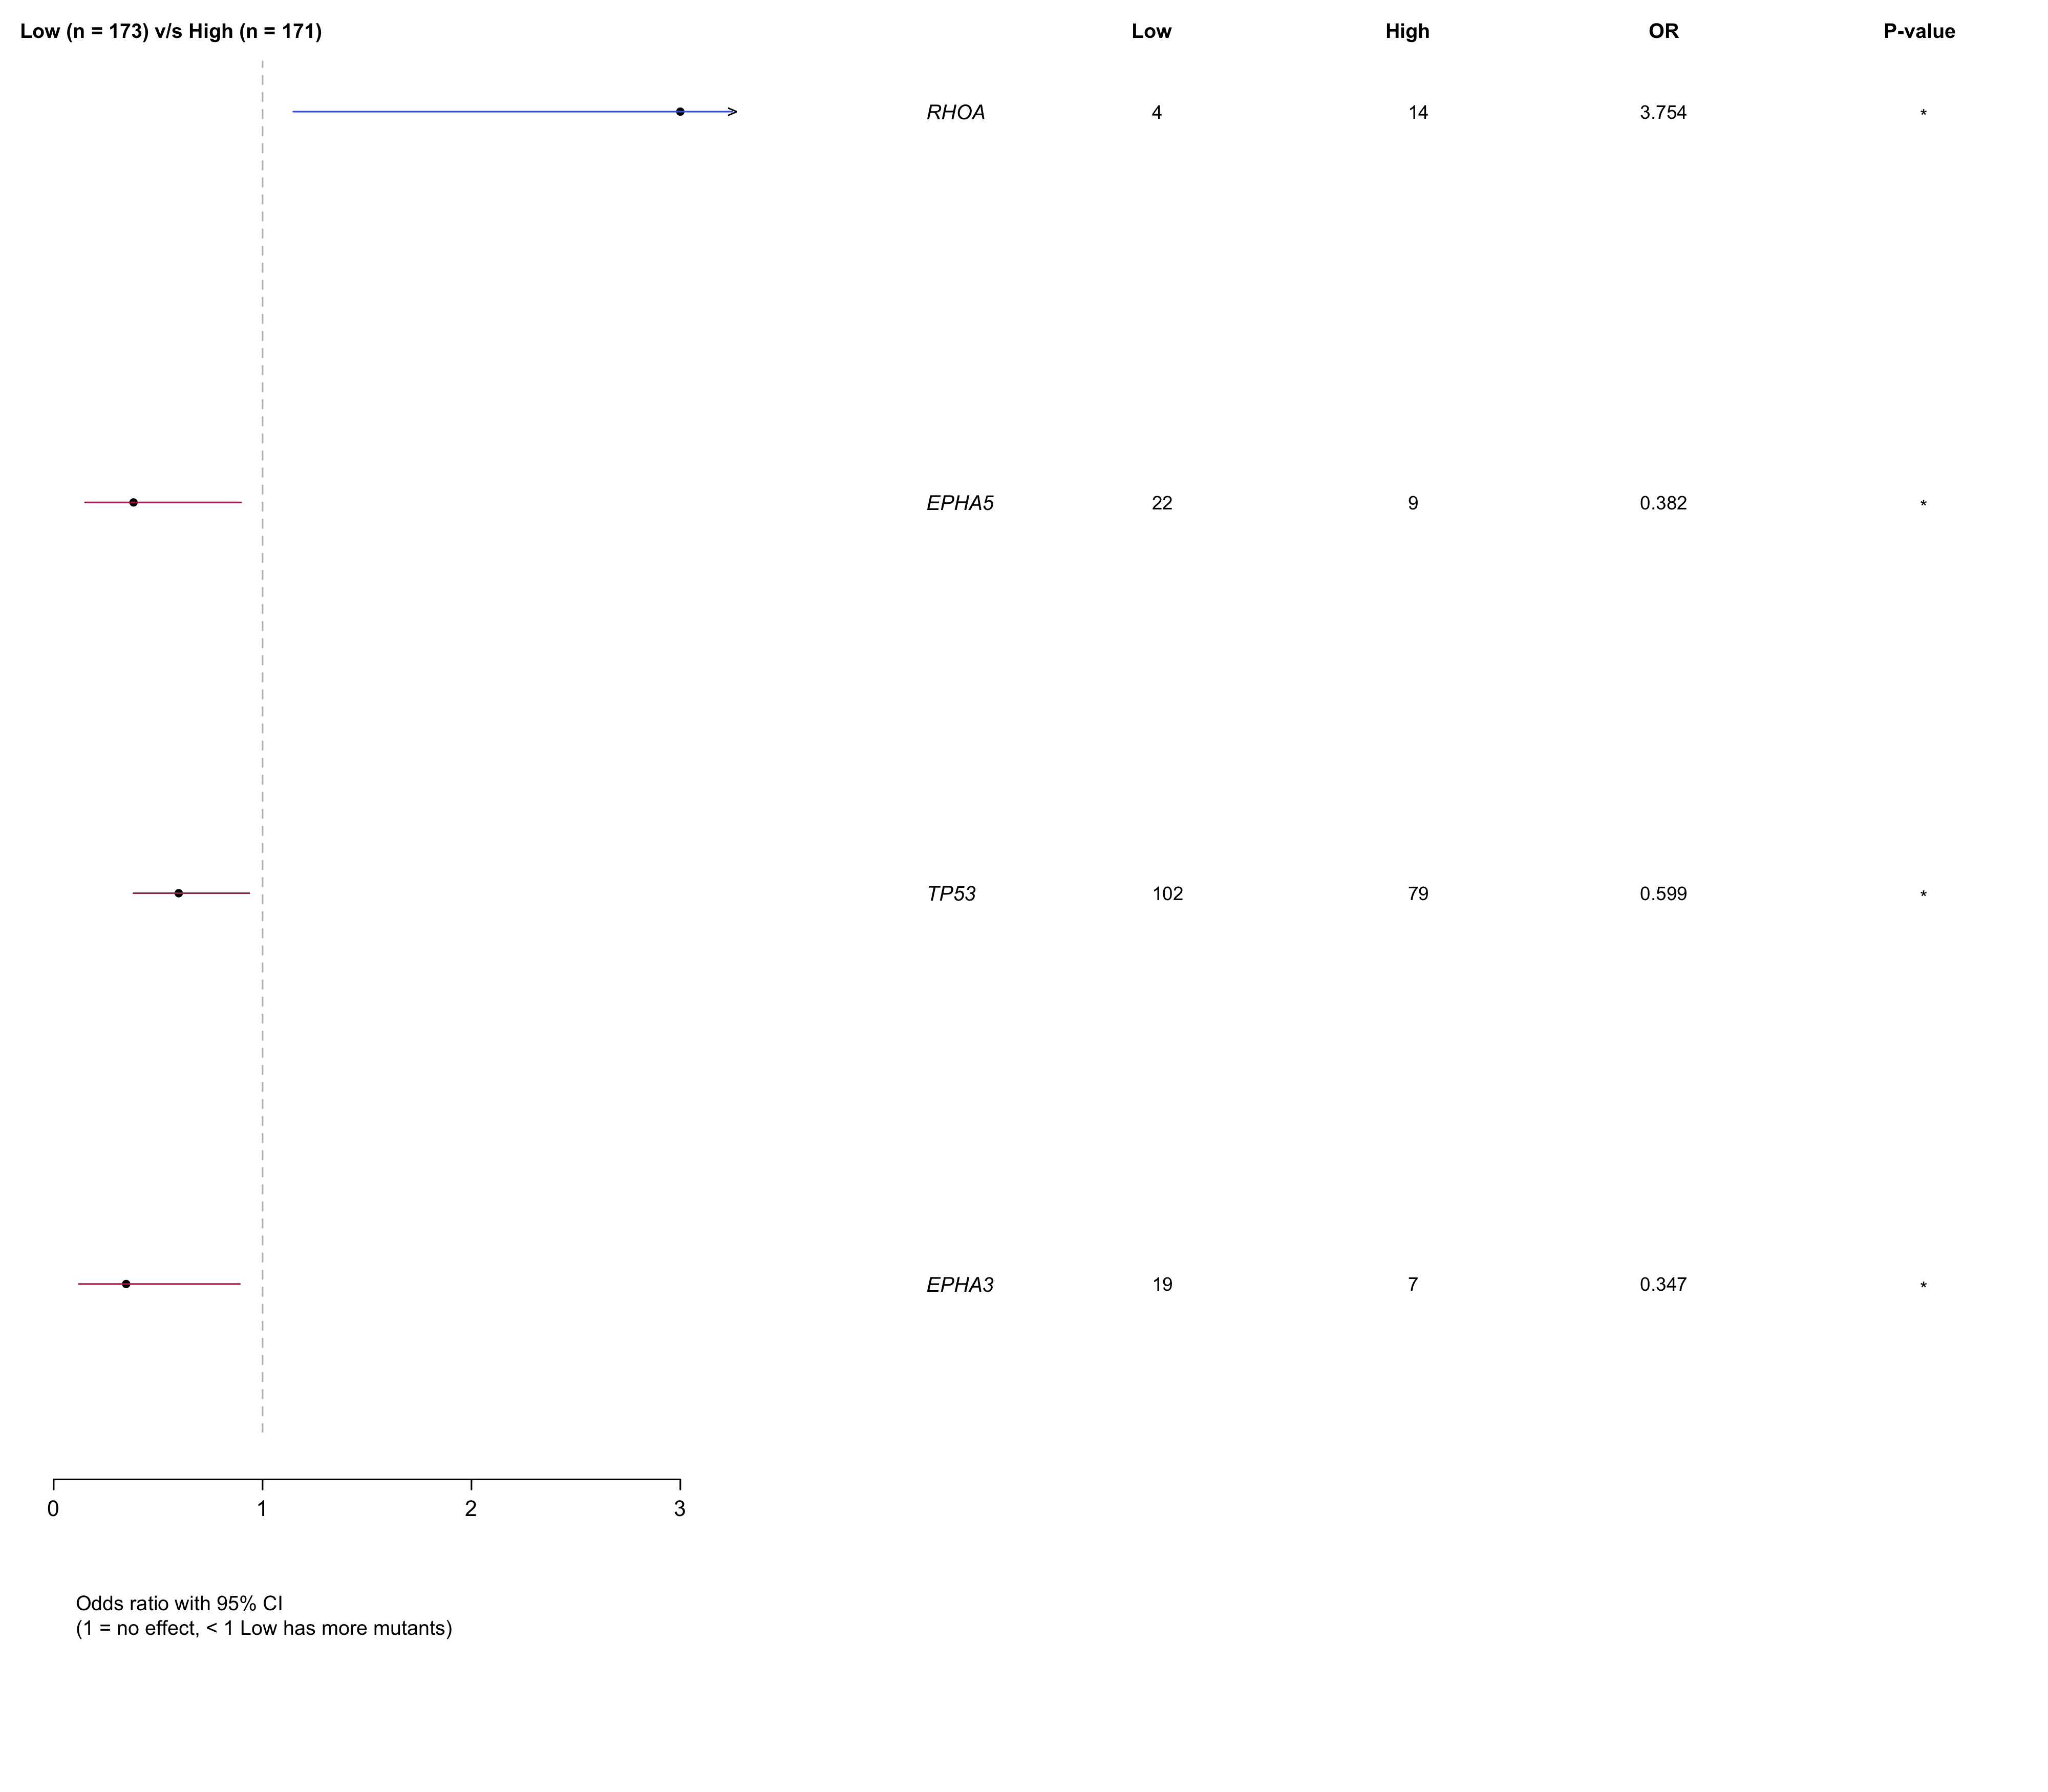 Low (n = 173) v/s High (n = 171) Low High OR P-value
RHOA 4 14 3.754 *
EPHA5 22 9 0.382 *
TP53 102 79 0.599 *
EPHA3 19 7 0.347 *
0 1 2 3
Odds ratio with 95% CI
(1 = no effect, < 1 Low has more mutants)